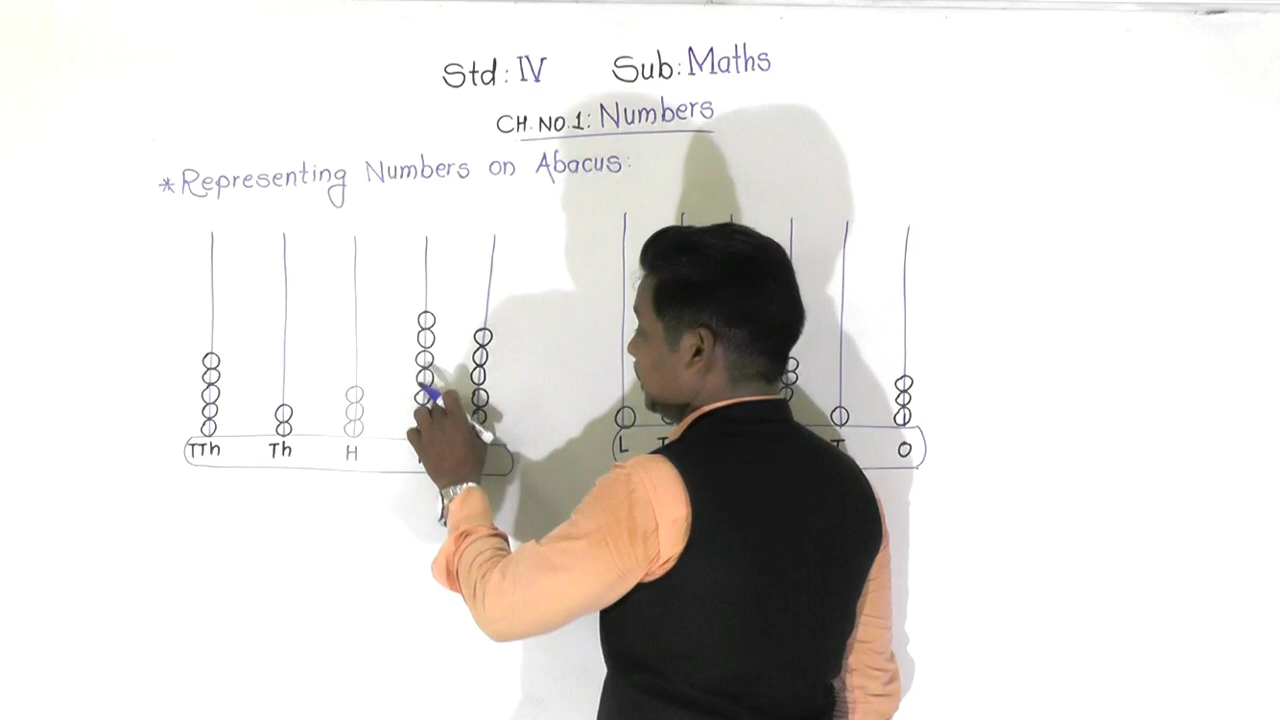 Std: IV Sub: Maths
CH. NO. 1: Numbers
*Representing Numbers on Abacus:
TTh Th H
L T O